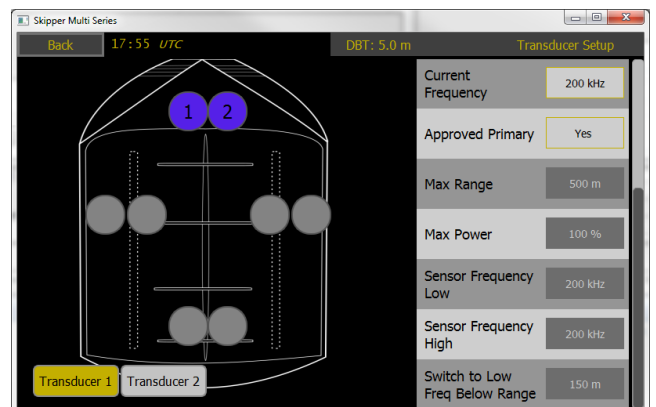 Skipper Multi Series
Back 17:55 UTC DBT: 5.0 m Transducer Setup
1 2
Current
Frequency 200 kHz
Approved Primary Yes
Max Range 500 m
Max Power 100 %
Sensor Frequency
Low 200 kHz
Sensor Frequency
High 200 kHz
Switch to Low
Freq Below Range 150 m
Transducer 1 Transducer 2